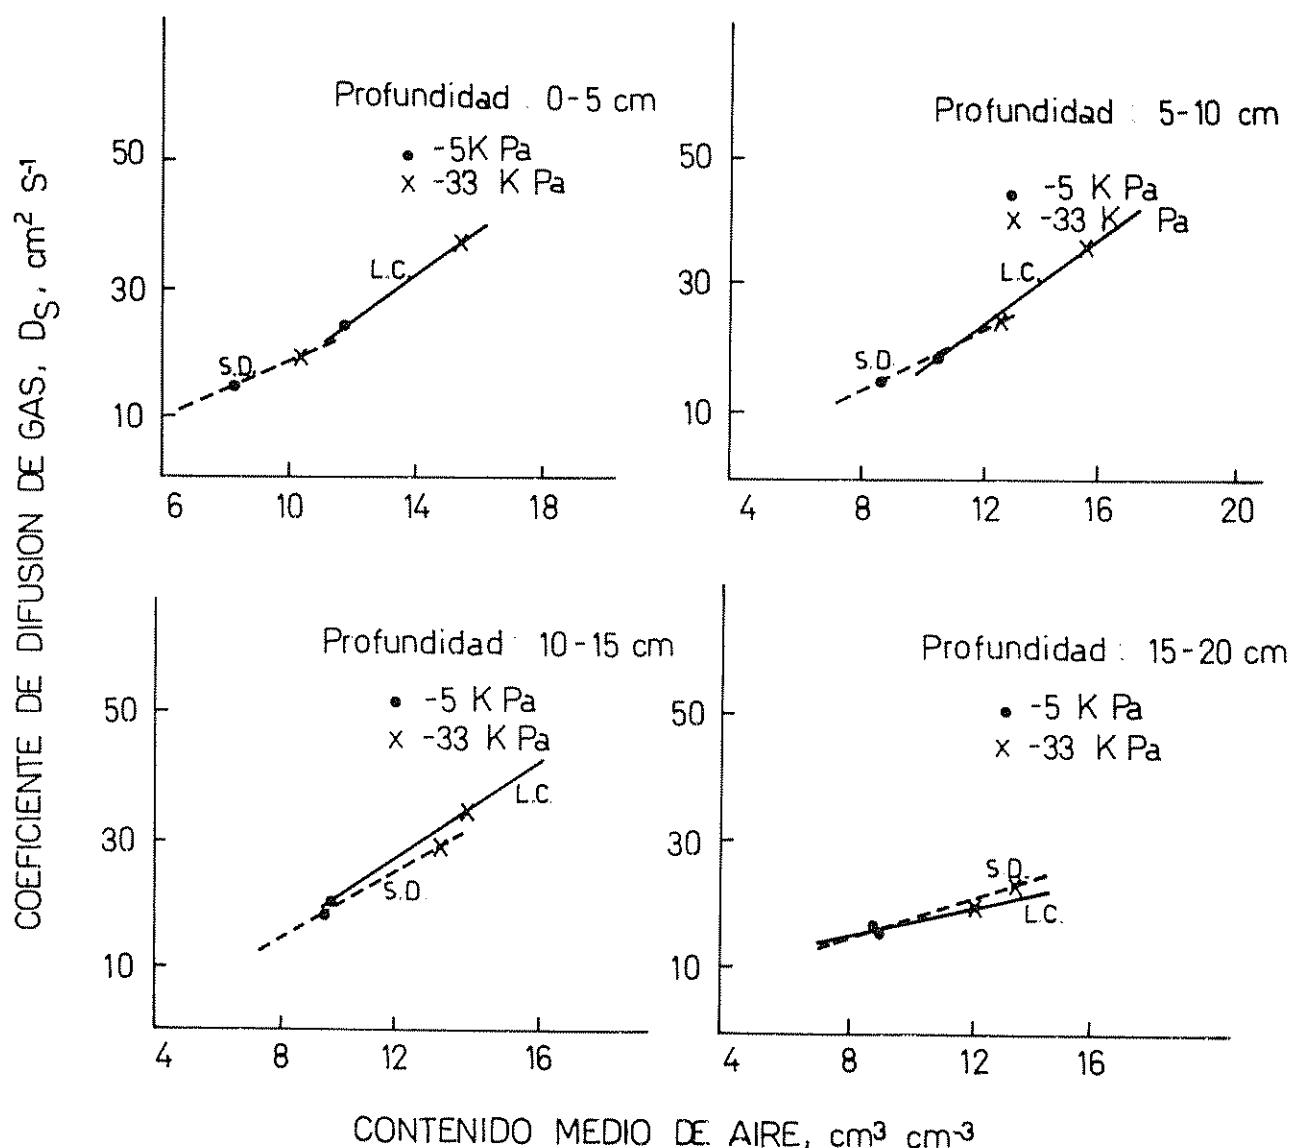 COEFICIENTE DE DIFUSION DE GAS, D_S, cm² S⁻¹
Profundidad : 0-5 cm
• -5K Pa
x -33 K Pa
50
30
10
L.C.
S.D.
6 10 14 18
Profundidad : 5-10 cm
• -5 K Pa
x -33 K Pa
50
30
10
L.C.
S.D.
4 8 12 16 20
Profundidad : 10-15 cm
• -5 K Pa
x -33 K Pa
50
30
10
L.C.
S.D.
4 8 12 16
Profundidad : 15-20 cm
• -5 K Pa
x -33 K Pa
50
30
10
S.D.
L.C.
4 8 12 16
CONTENIDO MEDIO DE AIRE, cm³ cm⁻³